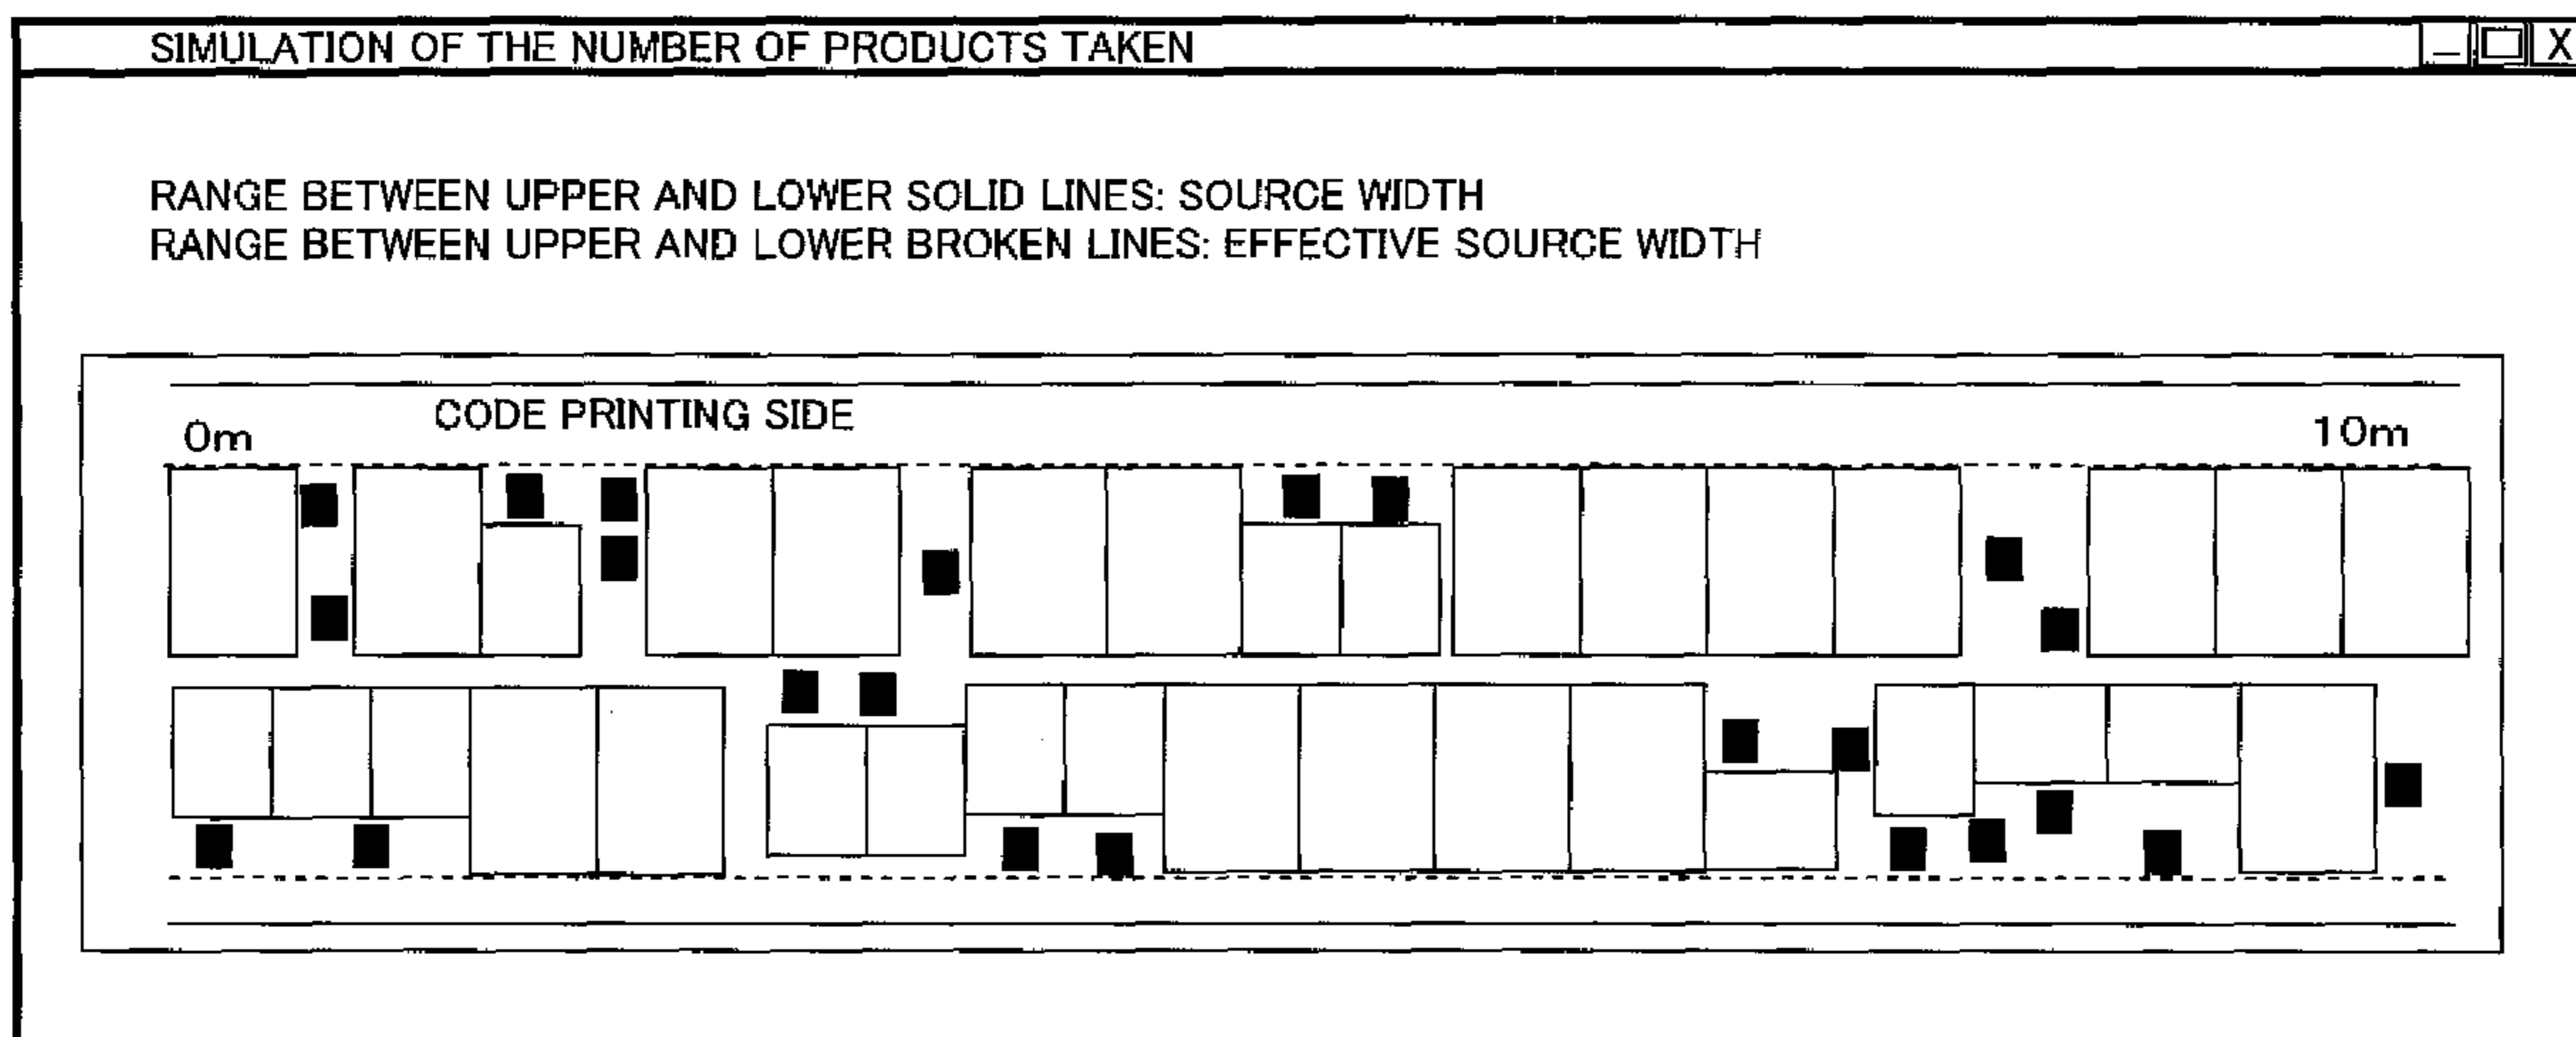 SIMULATION OF THE NUMBER OF PRODUCTS TAKEN
_ X
RANGE BETWEEN UPPER AND LOWER SOLID LINES: SOURCE WIDTH
RANGE BETWEEN UPPER AND LOWER BROKEN LINES: EFFECTIVE SOURCE WIDTH
CODE PRINTING SIDE
0m
10m